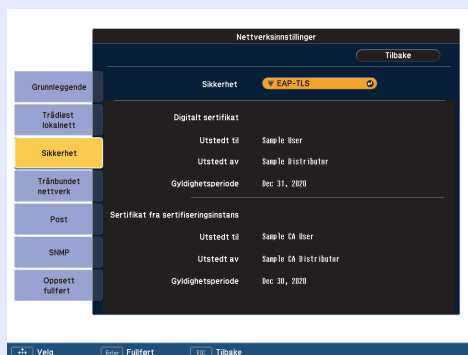 Nettverksinnstillinger
Tilbake
Grunnleggende
Trådløst
lokalnett
Sikkerhet
Trånbundet
nettverk
Post
SNMP
Oppsett
fullført
Sikkerhet EAP-TLS
Digitalt sertifikat
Utstedt til Sample User
Utstedt av Sample Distributor
Gyldighetsperiode Dec 31, 2020
Sertifikat fra sertifiseringsinstans
Utstedt til Sample CA User
Utstedt av Sample CA Distributor
Gyldighetsperiode Dec 30, 2020
Velg Enter Fullført ESC Tilbake